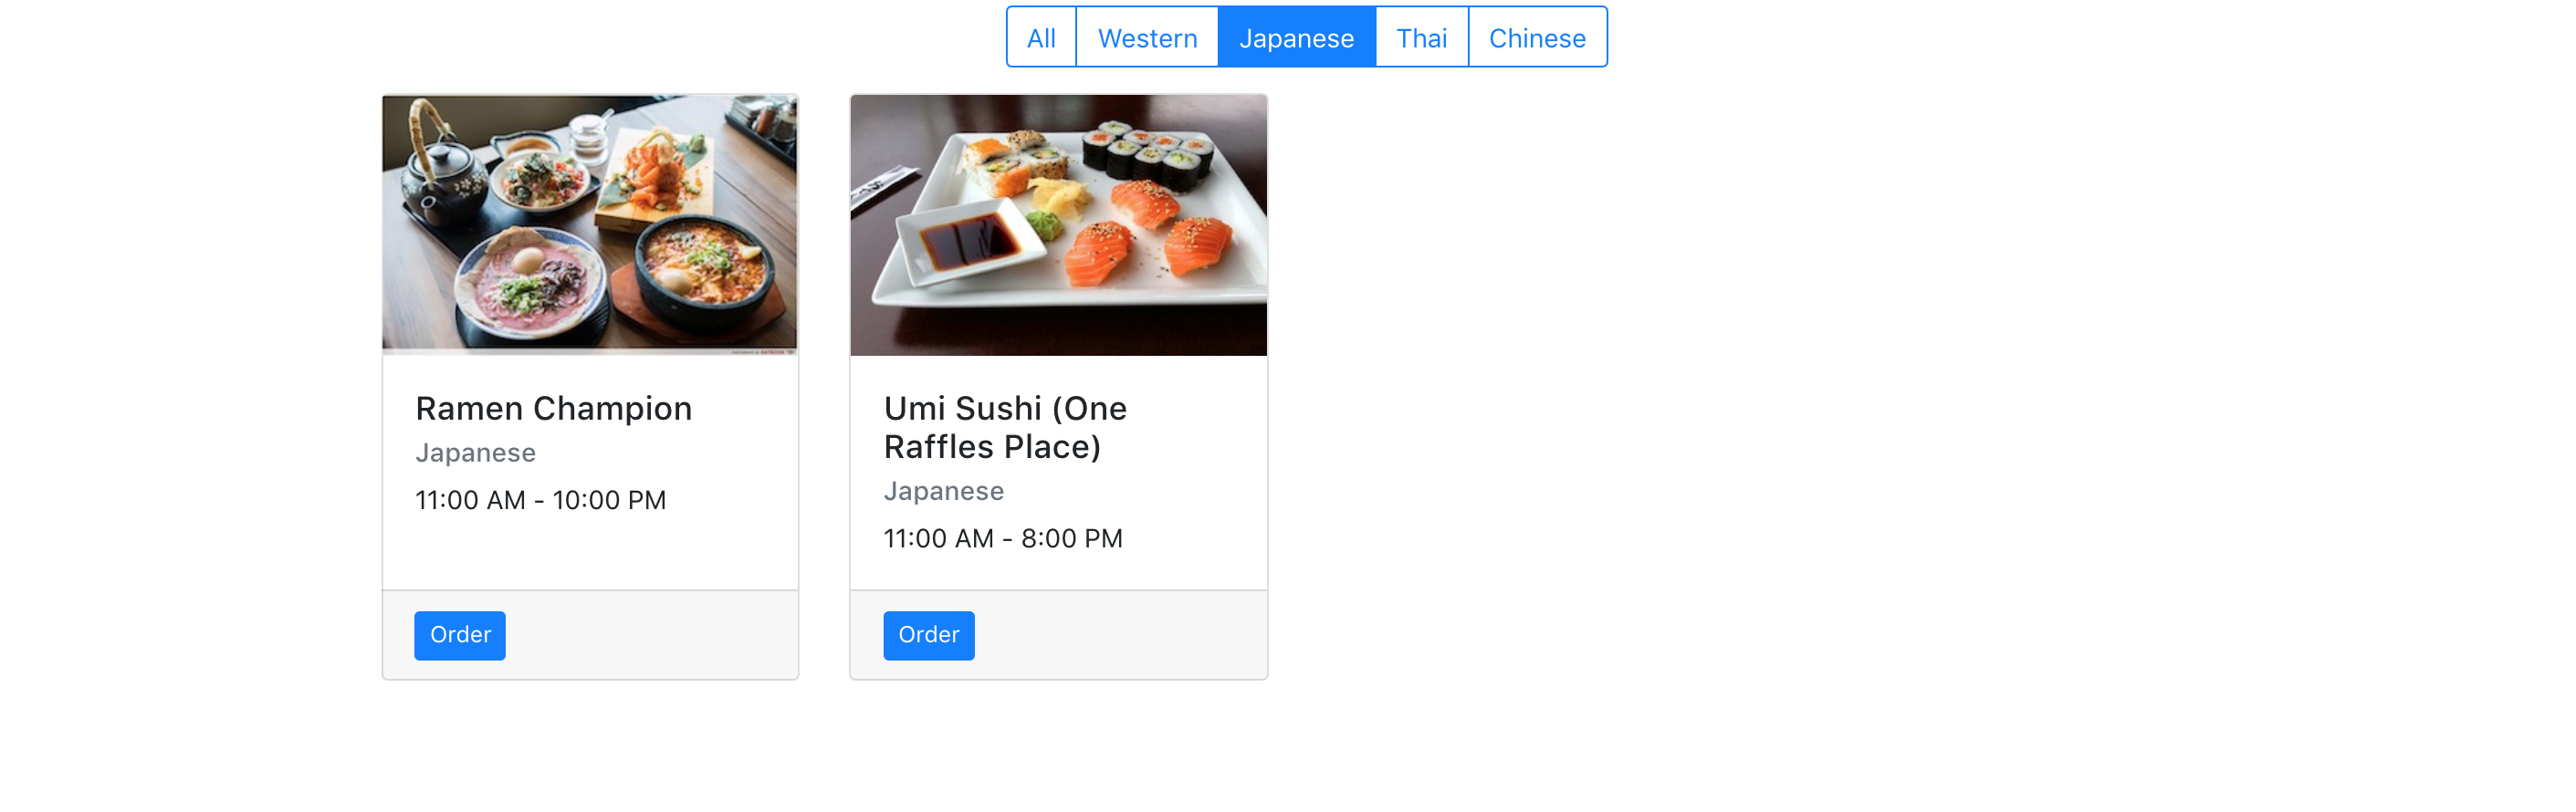 All Western Japanese Thai Chinese
Ramen Champion
Japanese
11:00 AM - 10:00 PM
Order
Umi Sushi (One
Raffles Place)
Japanese
11:00 AM - 8:00 PM
Order